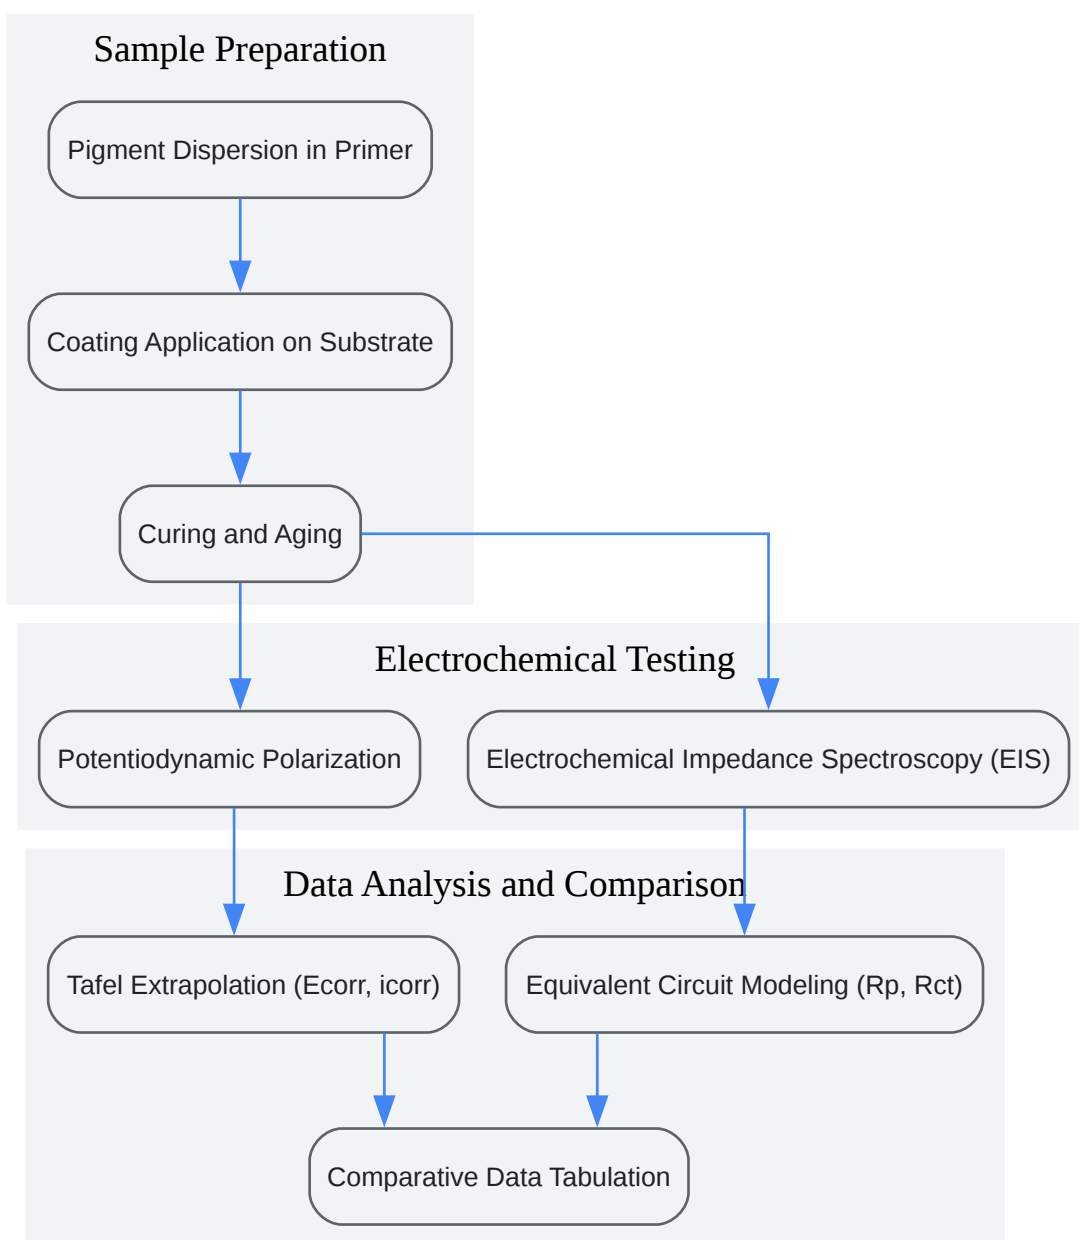 Sample Preparation
Pigment Dispersion in Primer
Coating Application on Substrate
Curing and Aging
Electrochemical Testing
Potentiodynamic Polarization
Electrochemical Impedance Spectroscopy (EIS)
Data Analysis and Comparison
Tafel Extrapolation (Ecorr, icorr)
Equivalent Circuit Modeling (Rp, Rct)
Comparative Data Tabulation